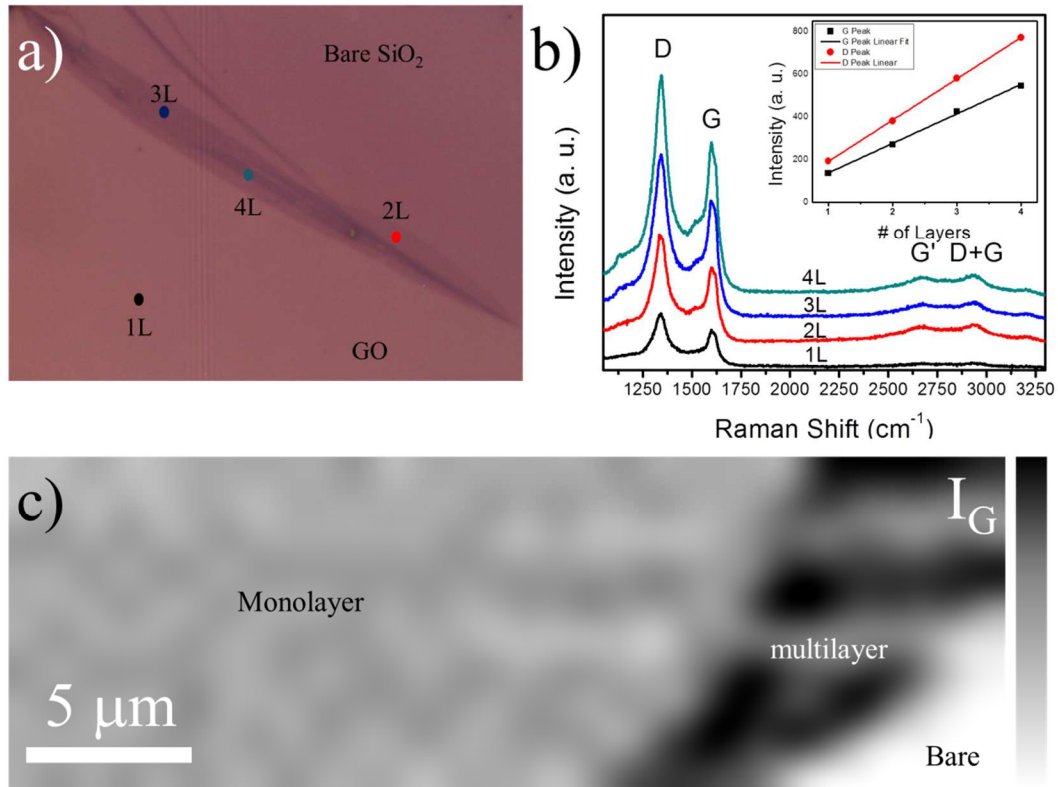 a)
Bare SiO₂
3L
4L
2L
1L
GO
b)
D
G
G' D+G
4L
3L
2L
1L
Intensity (a. u.)
1250 1500 1750 2000 2250 2500 2750 3000 3250
Raman Shift (cm⁻¹)
G Peak
G Peak Linear Fit
D Peak
D Peak Linear
Intensity (a. u.)
800
600
400
200
0
1 2 3 4
# of Layers
c)
I_G
Monolayer
multilayer
5 μm
Bare